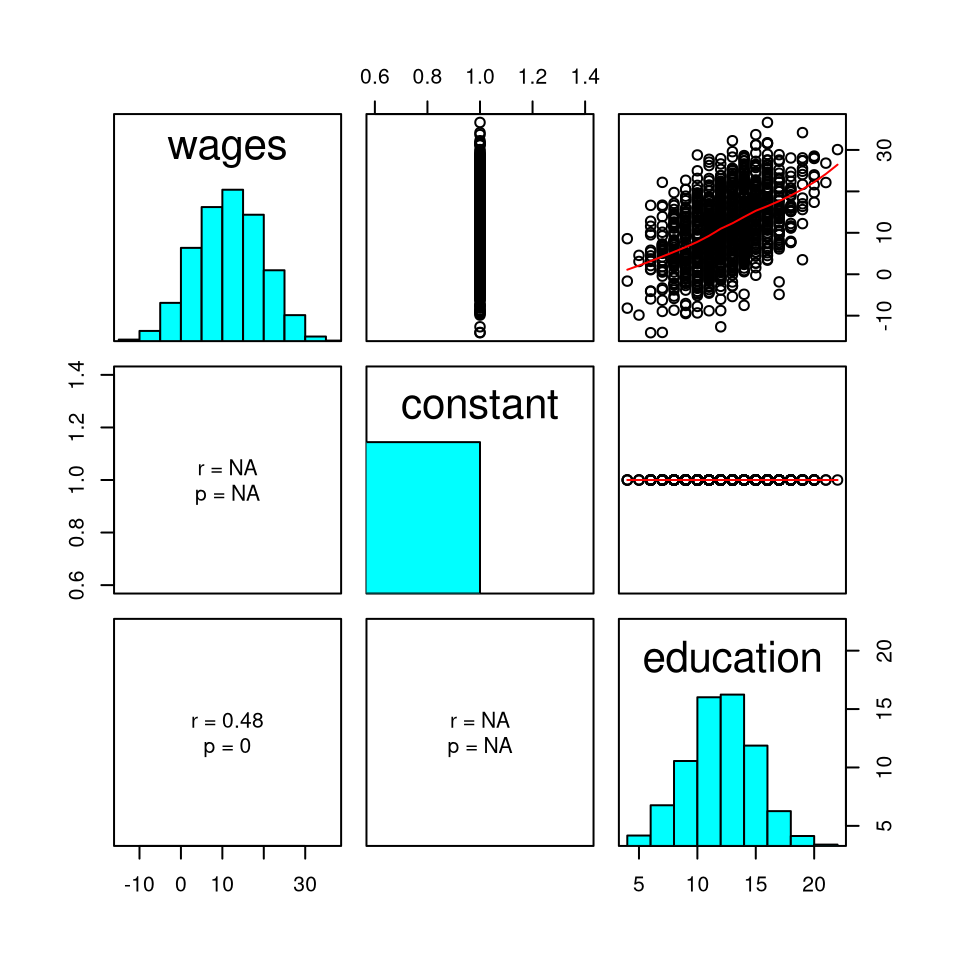 0.6 0.8 1.0 1.2 1.4
wages
-10 0 10 30
0.6 0.8 1.0 1.2 1.4
r = NA
p = NA
constant
r = 0.48
p = 0
r = NA
p = NA
education
5 10 15 20
-10 0 10 30
5 10 15 20